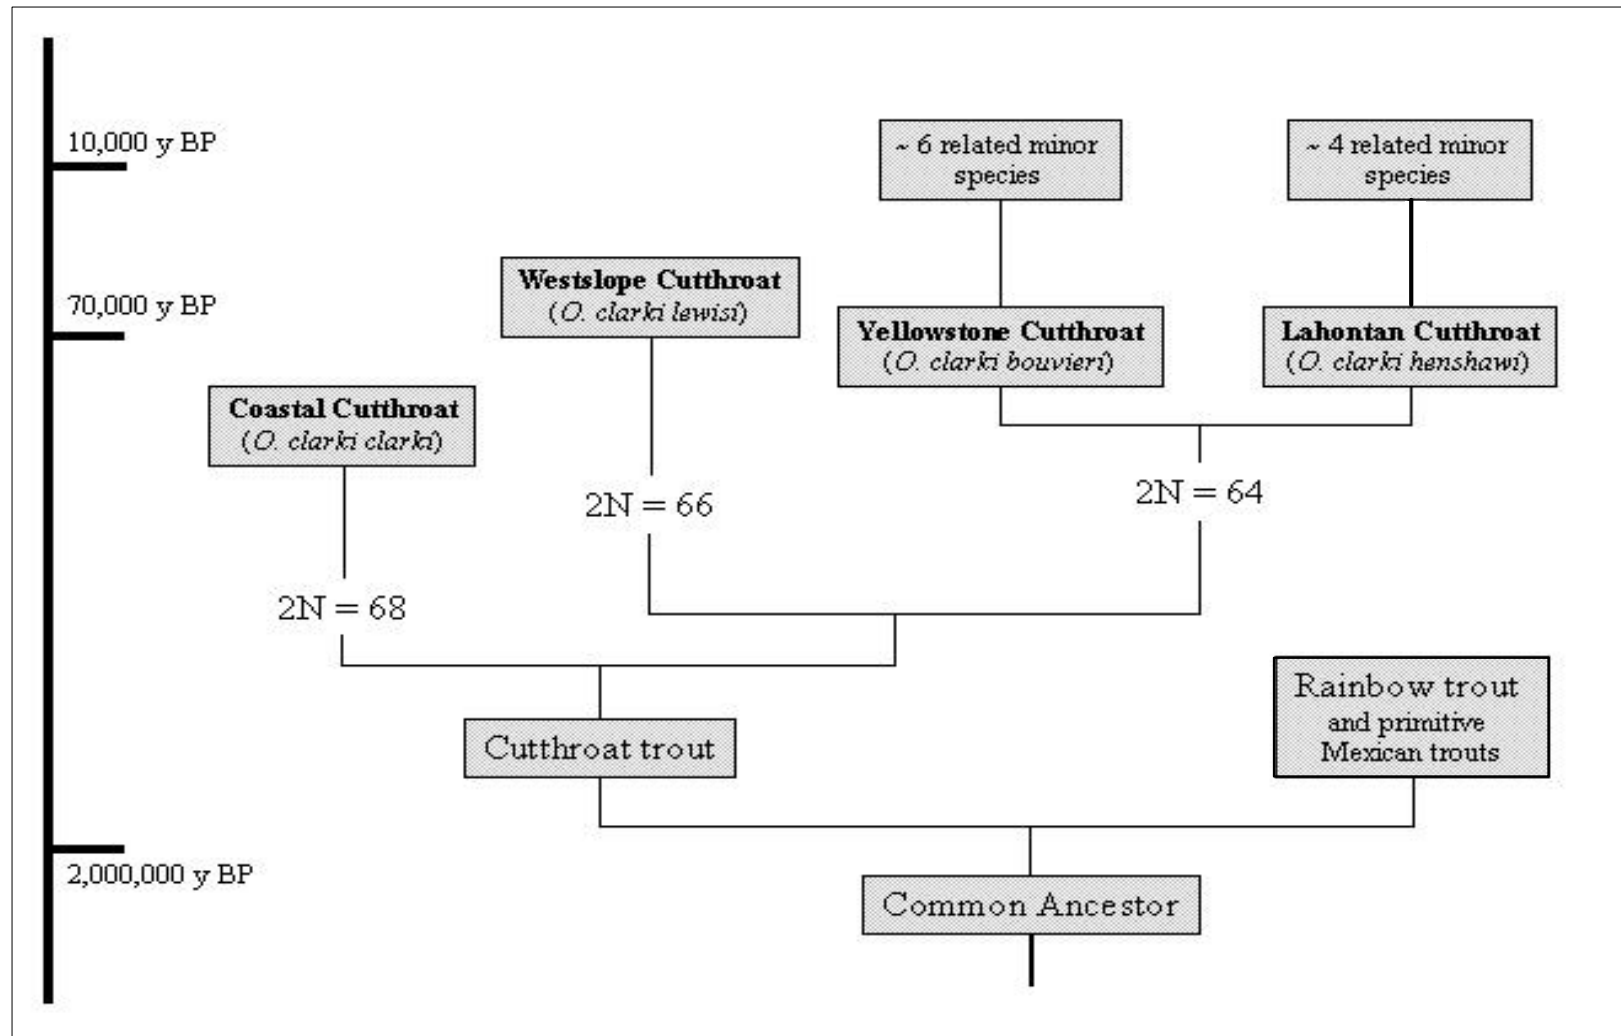 10,000 y BP
70,000 y BP
2,000,000 y BP
~ 6 related minor
species
~ 4 related minor
species
Westslope Cutthroat
(O. clarki lewisi)
Yellowstone Cutthroat
(O. clarki bouvieri)
Lahontan Cutthroat
(O. clarki henshawi)
Coastal Cutthroat
(O. clarki clarki)
2N = 66
2N = 64
2N = 68
Rainbow trout
and primitive
Mexican trouts
Cutthroat trout
Common Ancestor